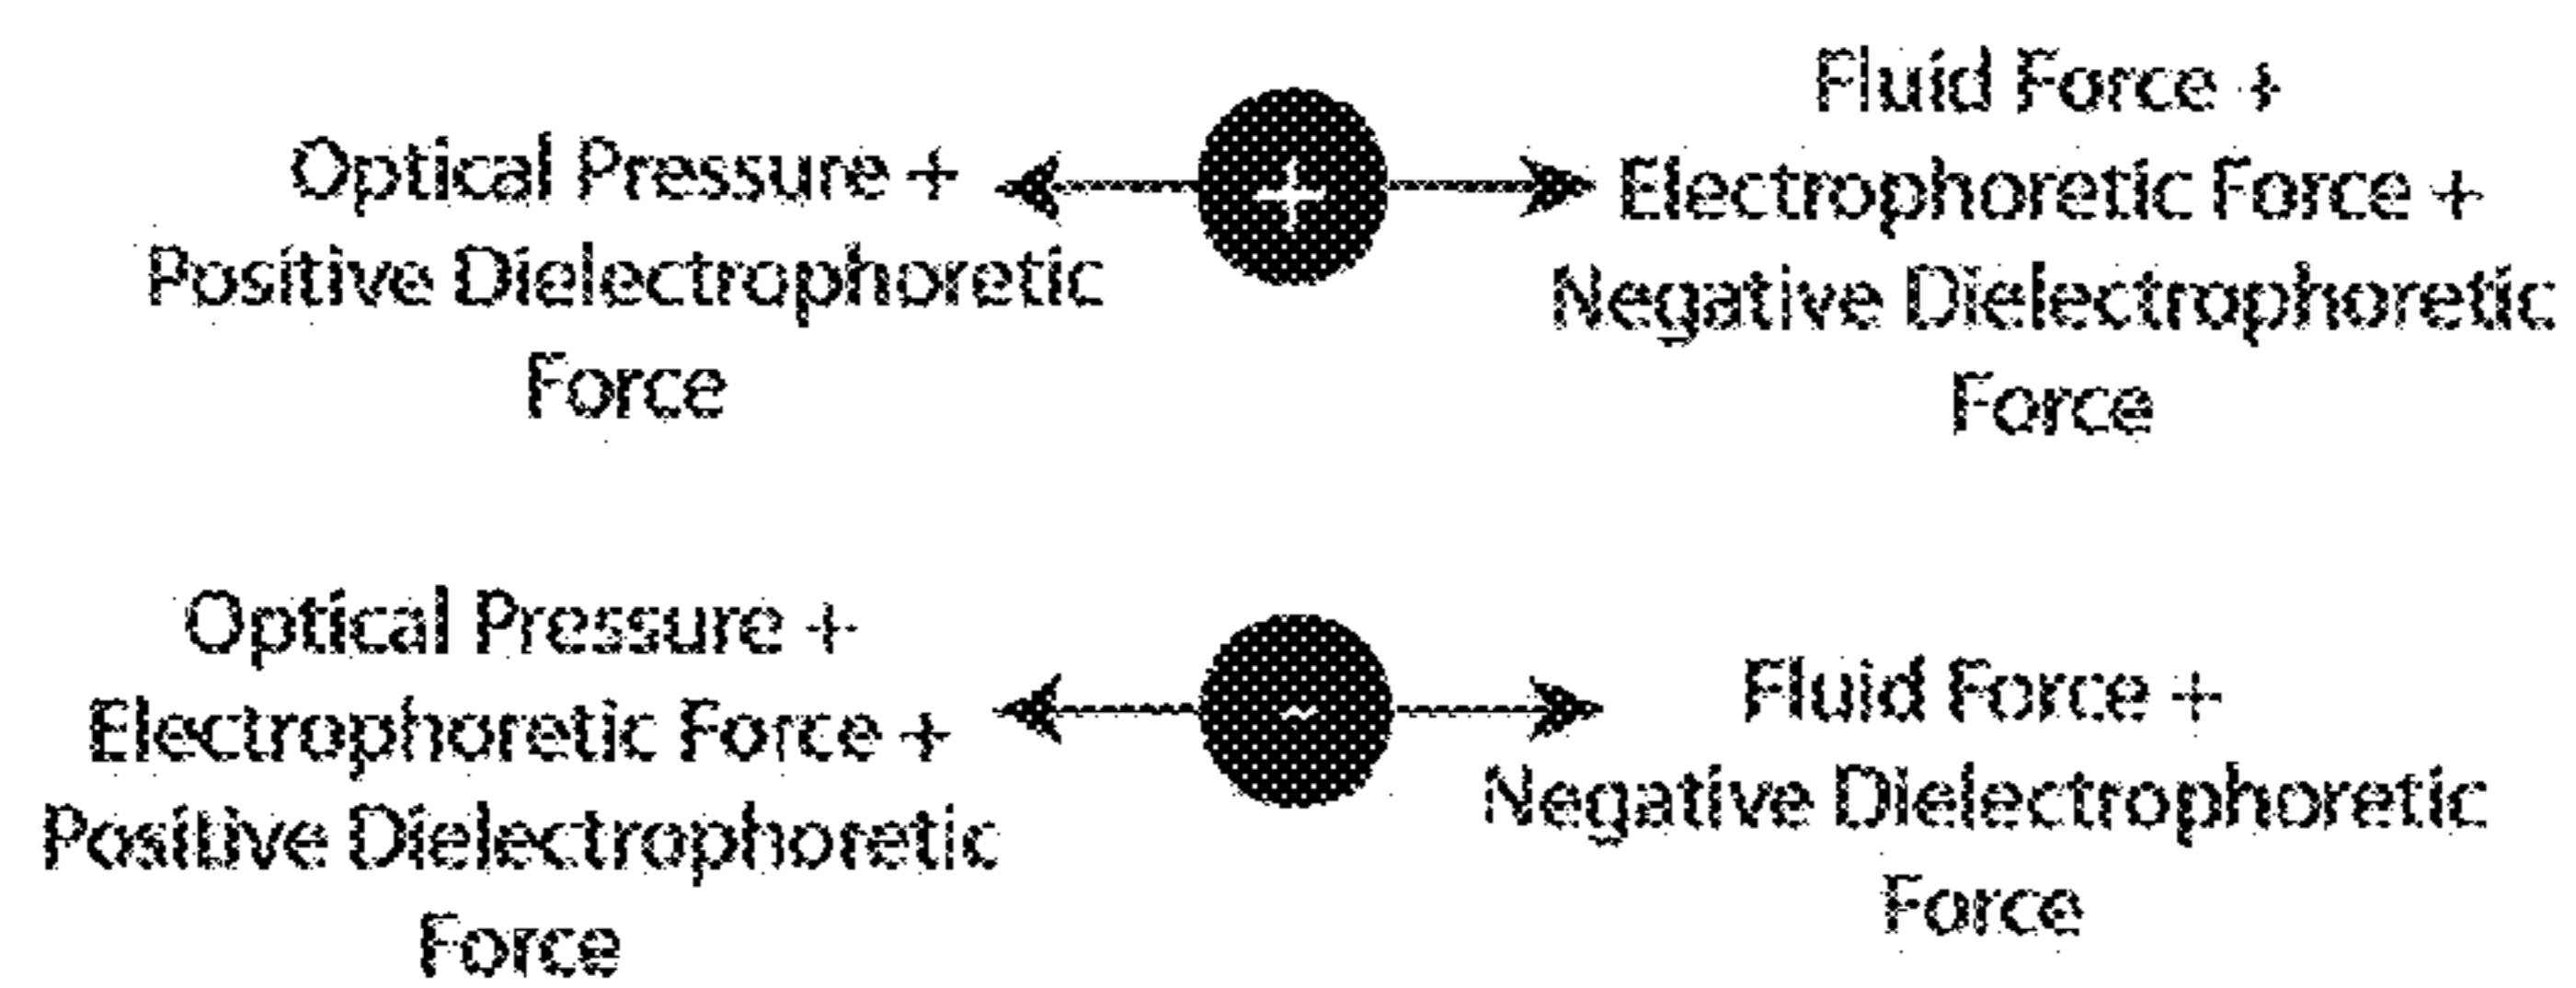 Optical Pressure +
Positive Dielectrophoretic
Force
+
Fluid Force +
Electrophoretic Force +
Negative Dielectrophoretic
Force
Optical Pressure +
Electrophoretic Force +
Positive Dielectrophoretic
Force
-
Fluid Force +
Negative Dielectrophoretic
Force